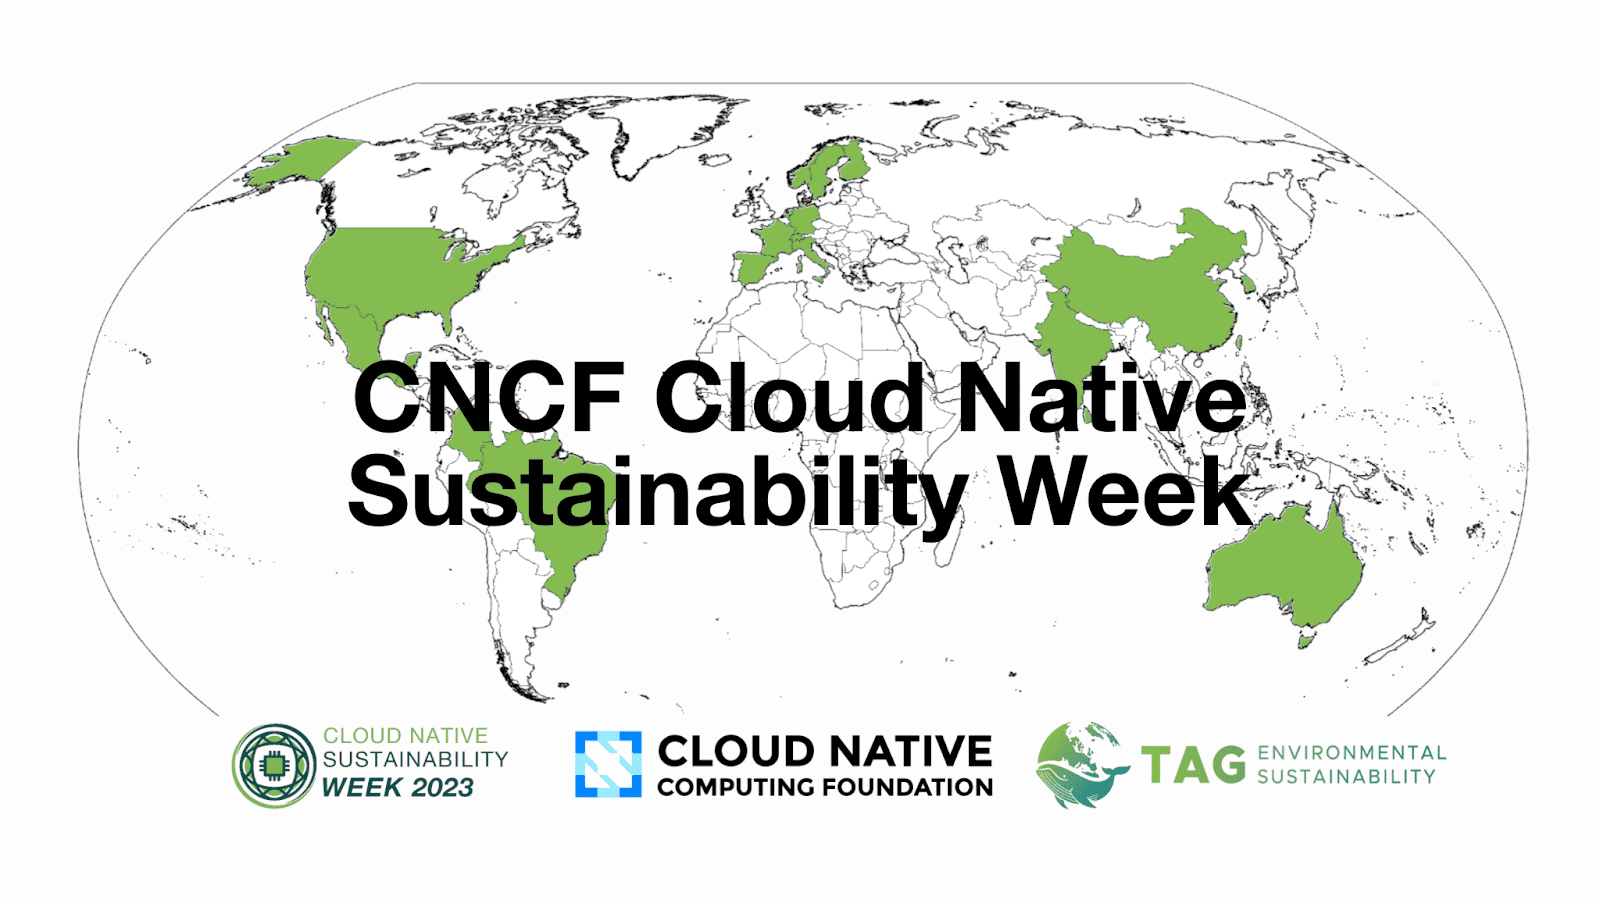 CNCF Cloud Native
Sustainability Week
CLOUD NATIVE
SUSTAINABILITY
WEEK 2023
CLOUD NATIVE
COMPUTING FOUNDATION
TAG
ENVIRONMENTAL
SUSTAINABILITY